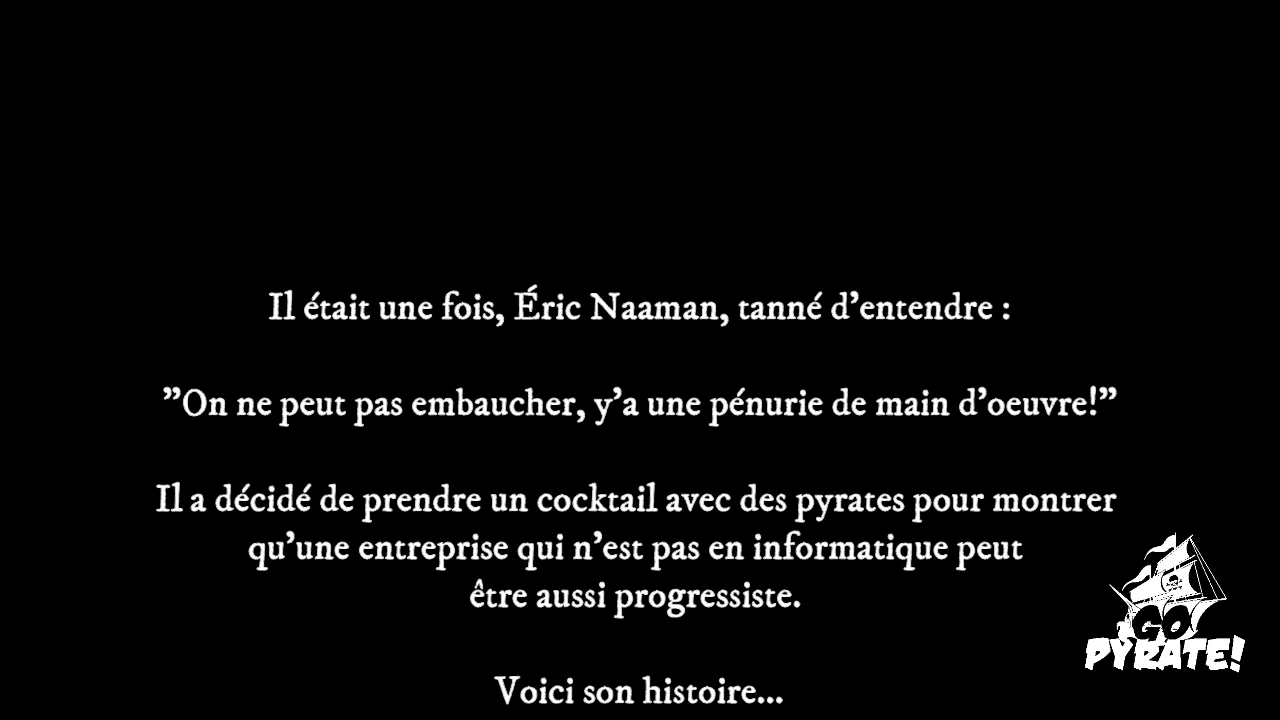 Il était une fois, Éric Naaman, tanné d'entendre :
"On ne peut pas embaucher, y'a une pénurie de main d'oeuvre!"
Il a décidé de prendre un cocktail avec des pyrates pour montrer
qu'une entreprise qui n'est pas en informatique peut
être aussi progressiste.
Voici son histoire...
GO
PYRATE!